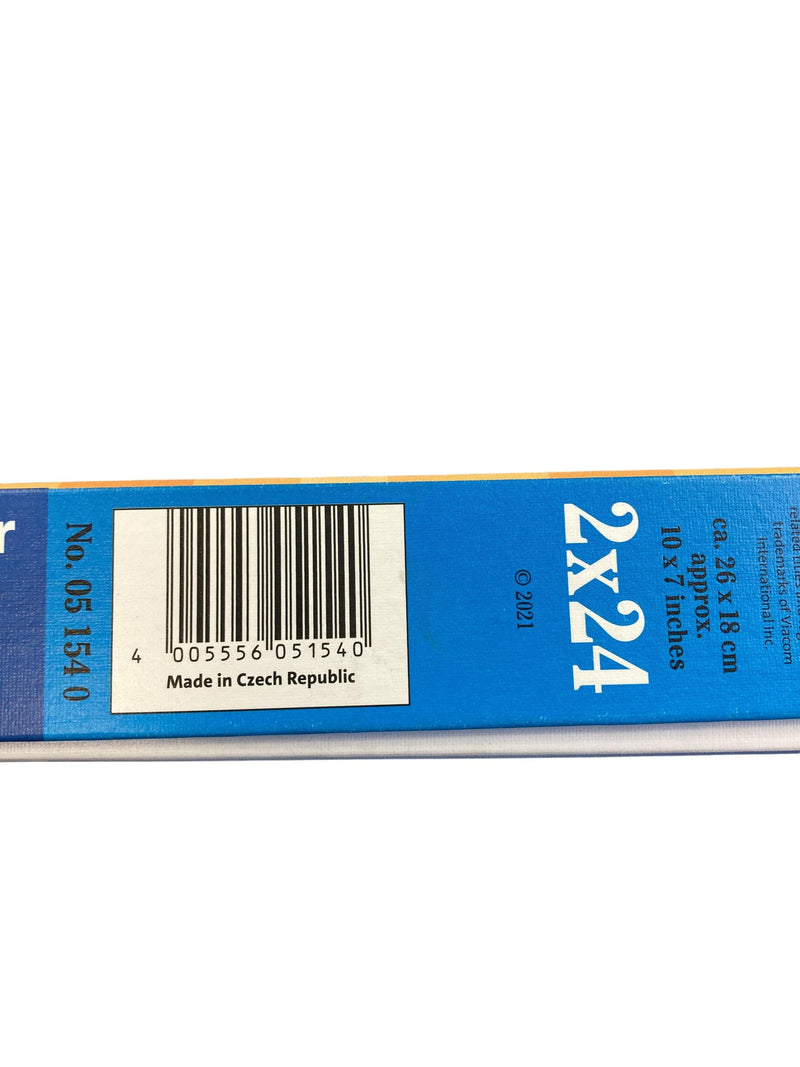 r
No. 05 154 0
4 005556 051540
Made in Czech Republic
© 2021
2x24
ca. 26 x 18 cm
approx.
10 x 7 inches
trademarks of Viacom
International Inc.